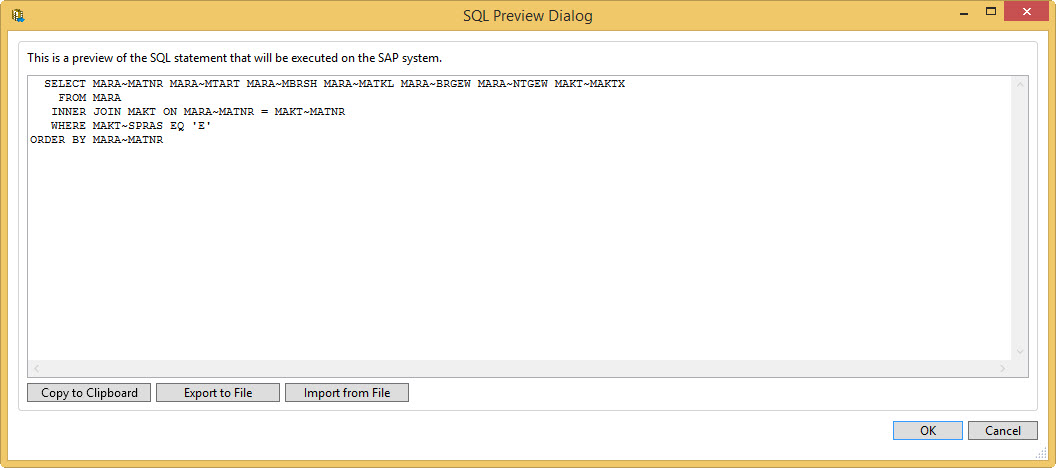 SQL Preview Dialog
This is a preview of the SQL statement that will be executed on the SAP system.
SELECT MARA~MATNR MARA~MTART MARA~MBRSH MARA~MATKL MARA~BRGEW MARA~NTGEW MAKT~MAKTX
FROM MARA
INNER JOIN MAKT ON MARA~MATNR = MAKT~MATNR
WHERE MAKT~SPRAS EQ 'E'
ORDER BY MARA~MATNR
Copy to Clipboard Export to File Import from File
OK Cancel